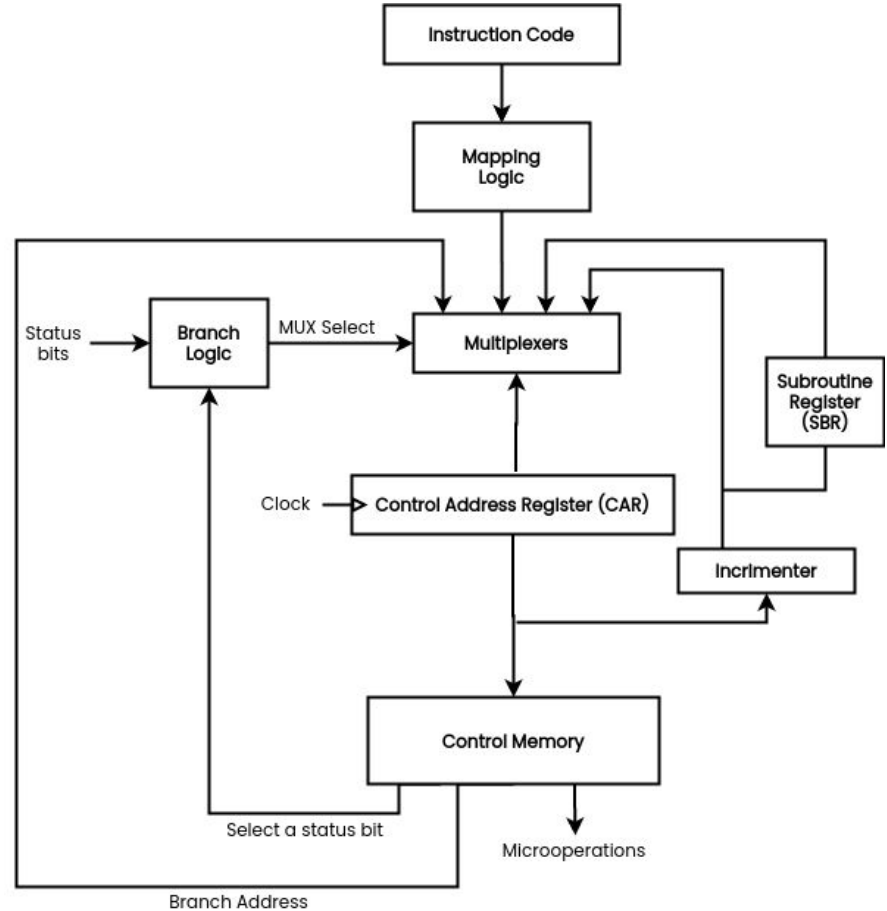 Instruction Code
Mapping
Logic
Status
bits
Branch
Logic
MUX Select
Multiplexers
Subroutine
Register
(SBR)
Clock
Control Address Register (CAR)
Incrimenter
Control Memory
Select a status bit
Microoperations
Branch Address